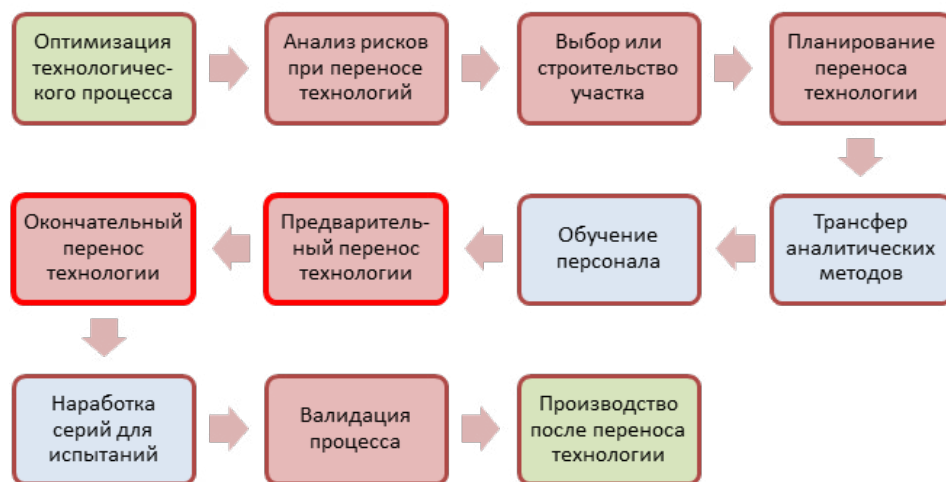 Оптимизация
технологичес-
кого процесса
Анализ рисков
при переносе
технологий
Выбор или
строительство
участка
Планирование
переноса
технологии
Трансфер
аналитических
методов
Обучение
персонала
Предваритель-
ный перенос
технологии
Окончательный
перенос
технологии
Наработка
серий для
испытаний
Валидация
процесса
Производство
после переноса
технологии